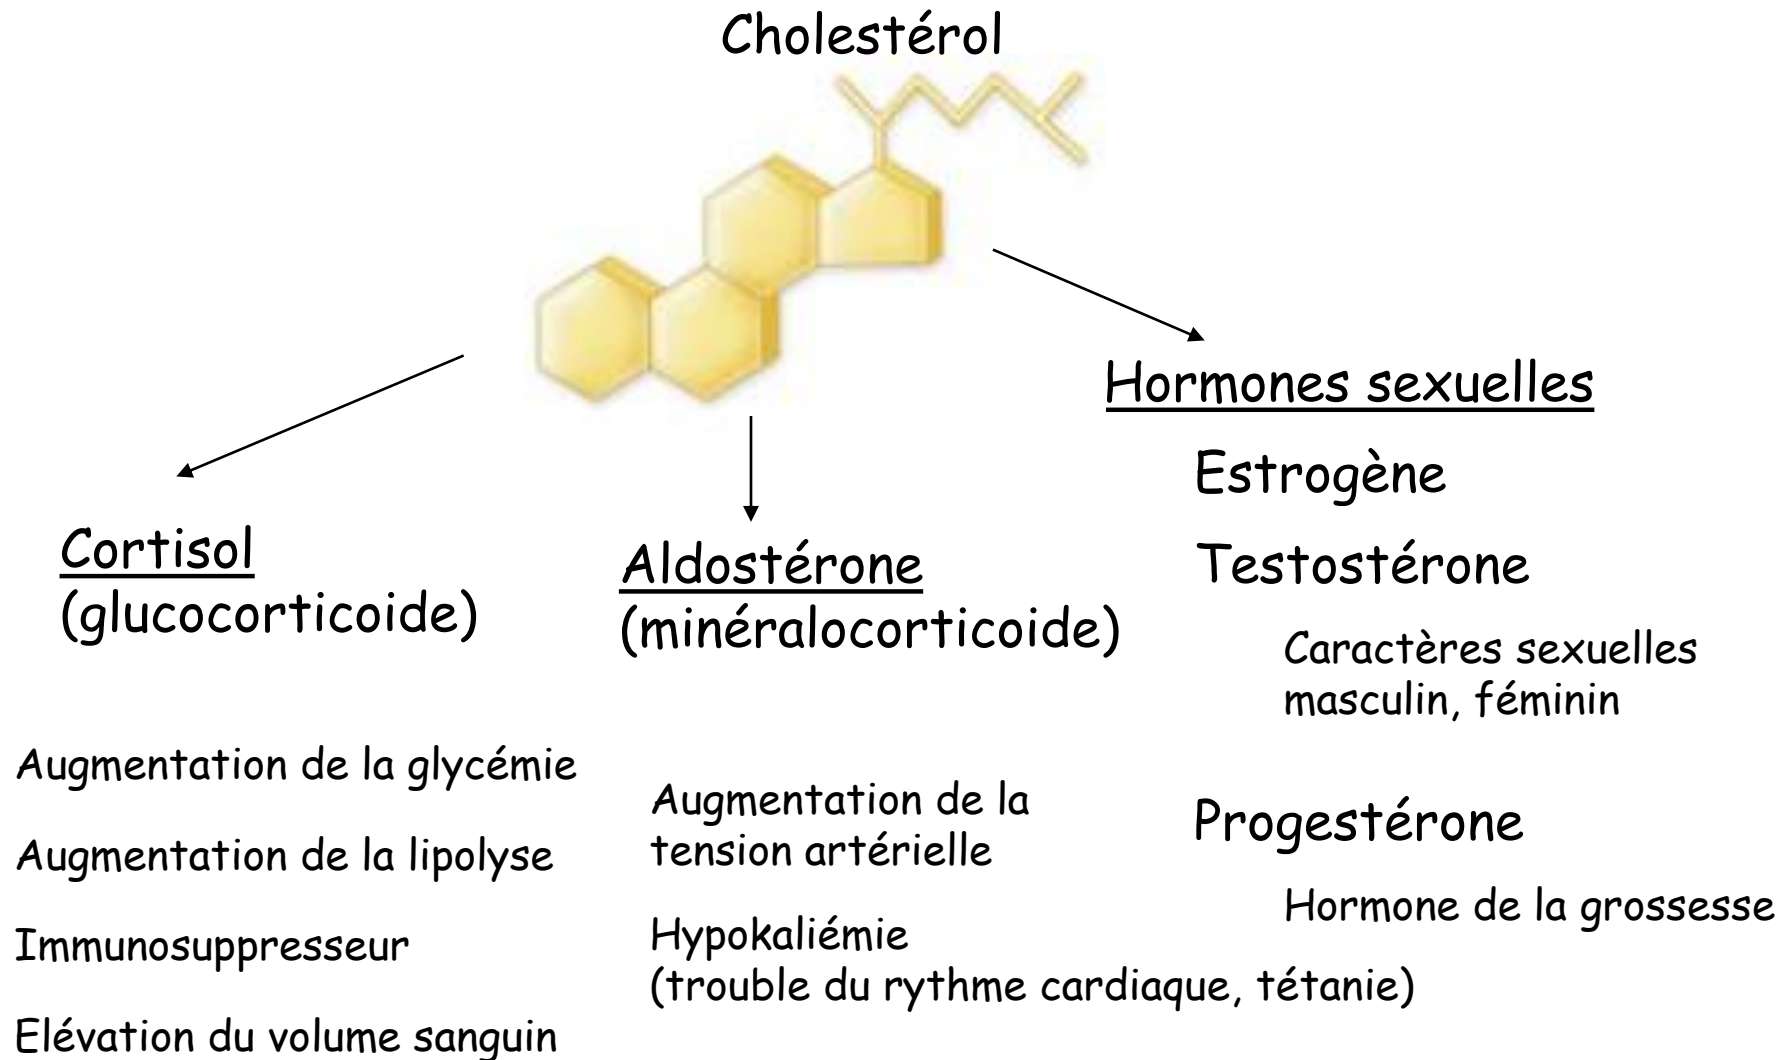 Cholestérol
Cortisol
(glucocorticoide)
Augmentation de la glycémie
Augmentation de la lipolyse
Immunosuppresseur
Elévation du volume sanguin
Aldostérone
(minéralocorticoide)
Augmentation de la
tension artérielle
Hypokaliémie
(trouble du rythme cardiaque, tétanie)
Hormones sexuelles
Estrogène
Testostérone
Caractères sexuelles
masculin, féminin
Progestérone
Hormone de la grossesse